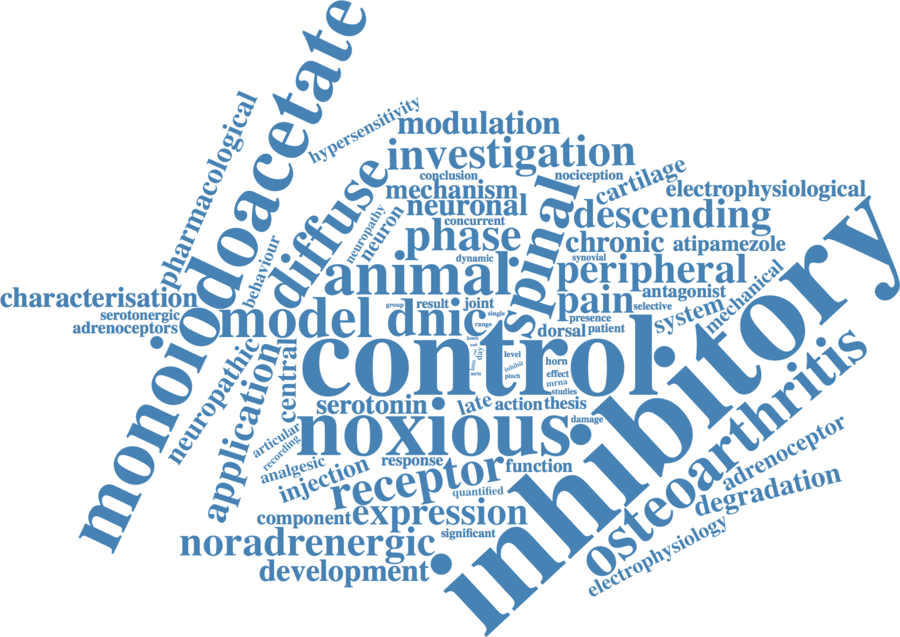 monoiodoacetate
pharmacological
hypersensitivity
modulation
investigation
conclusion
nociception
diffuse
mechanism
cartilage
electrophysiological
neuropathy
neuron
neuronal
concurrent
spinal
descending
phase
chronic
atipamezole
behaviour
dynamic
synovial
animal
peripheral
inhibitory
characterisation
antagonist
mechanical
group
result
joint
pain
selective
serotonergic
model
dnic
single
presence
system
adrenoceptors
range
dorsal
patient
knee
control
neuropathic
application
central
day
level
horn
inhibit
effect
pinch
mrna
studies
osteoarthritis
serotonin
late
action
thesis
noxious
damage
articular
recording
adrenoceptor
analgesic
injection
response
receptor
function
degradation
quantified
component
expression
electrophysiology
significant
noradrenergic
development